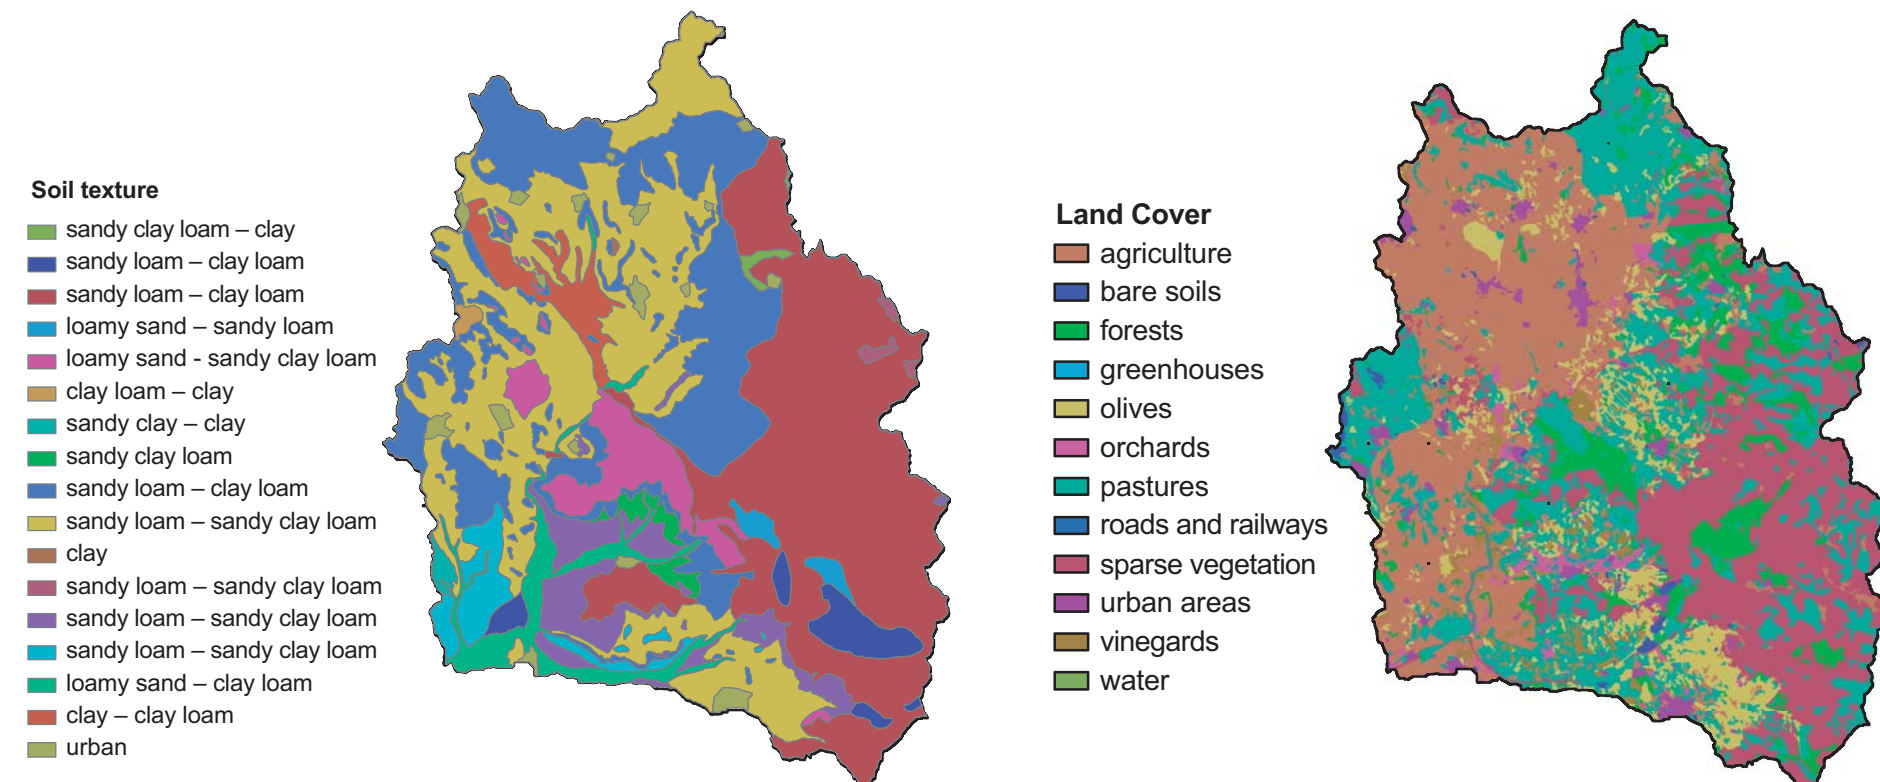 Soil texture
sandy clay loam – clay
sandy loam – clay loam
sandy loam – clay loam
loamy sand – sandy loam
loamy sand - sandy clay loam
clay loam – clay
sandy clay – clay
sandy clay loam
sandy loam – clay loam
sandy loam – sandy clay loam
clay
sandy loam – sandy clay loam
sandy loam – sandy clay loam
sandy loam – sandy clay loam
loamy sand – clay loam
clay – clay loam
urban
Land Cover
agriculture
bare soils
forests
greenhouses
olives
orchards
pastures
roads and railways
sparse vegetation
urban areas
vinegards
water